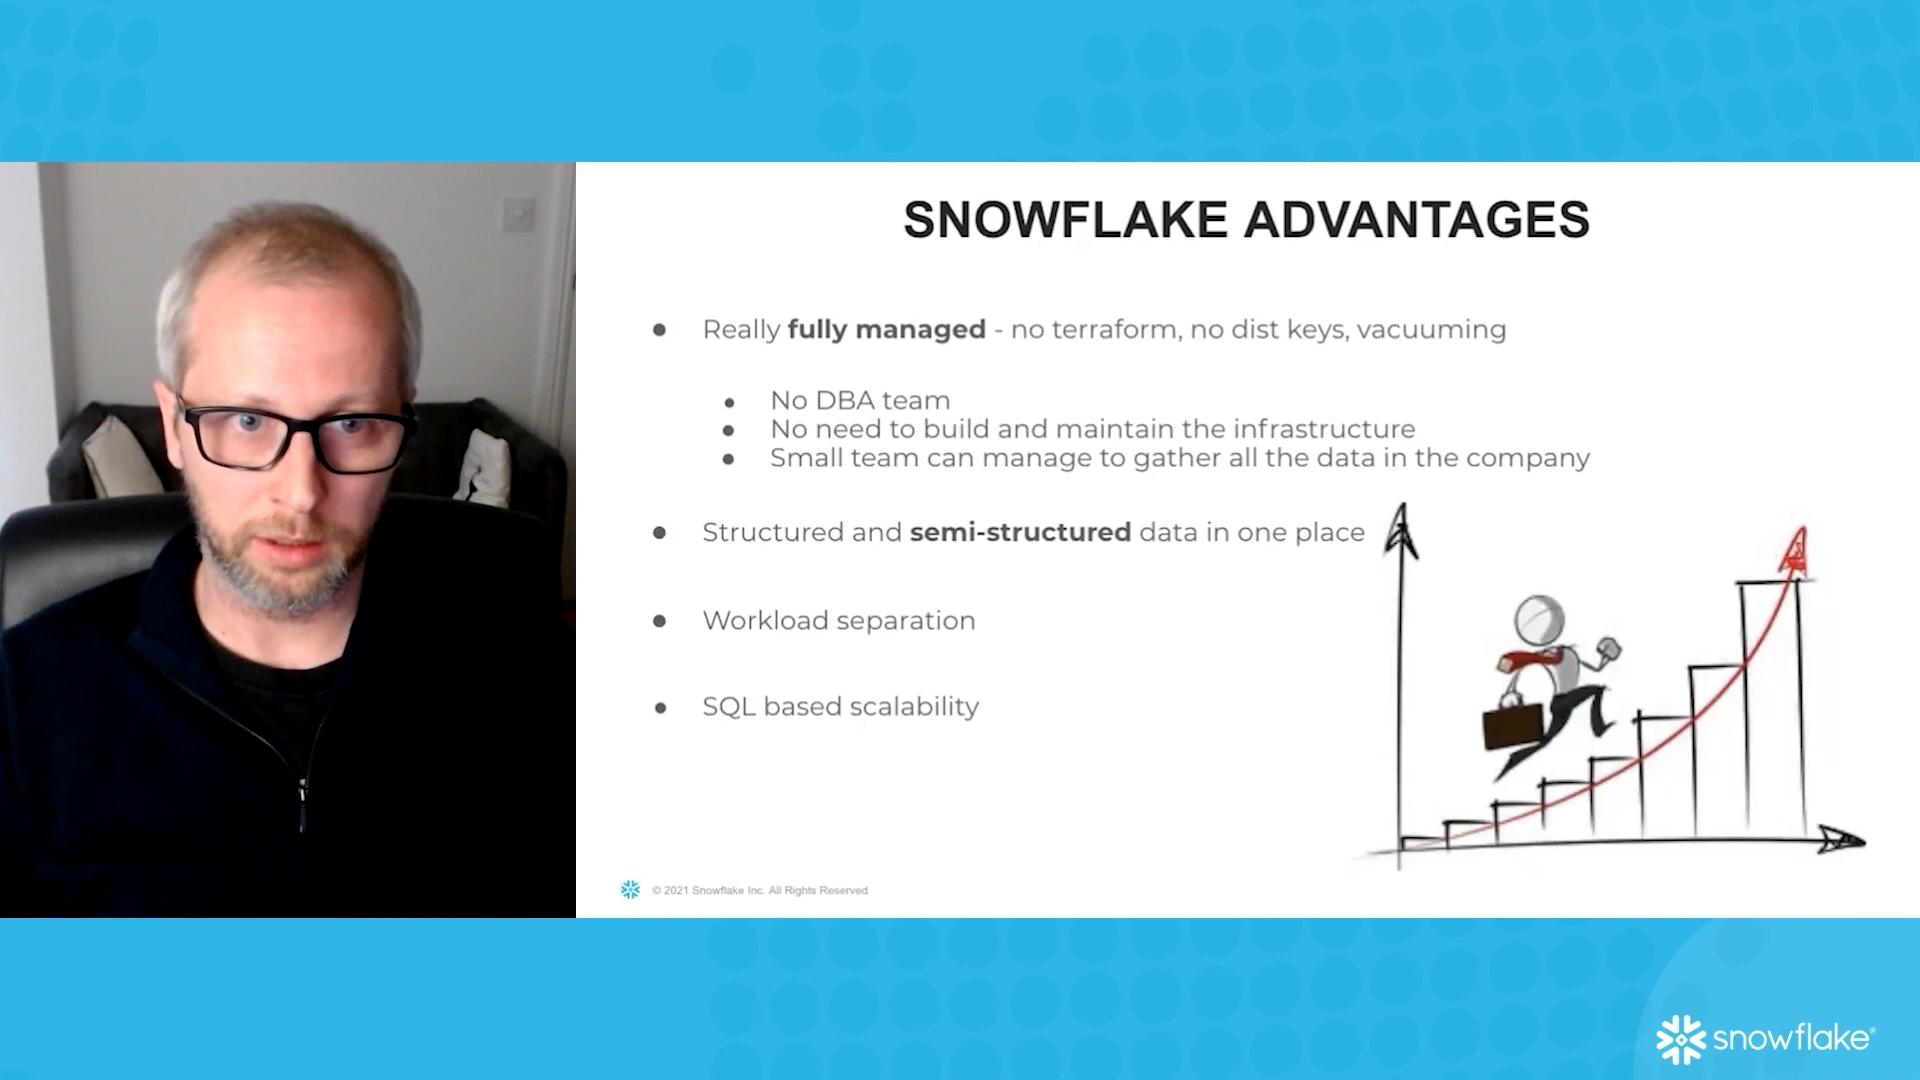 SNOWFLAKE ADVANTAGES
Really fully managed - no terraform, no dist keys, vacuuming
No DBA team
No need to build and maintain the infrastructure
Small team can manage to gather all the data in the company
Structured and semi-structured data in one place
Workload separation
SQL based scalability
© 2021 Snowflake Inc. All Rights Reserved
snowflake®